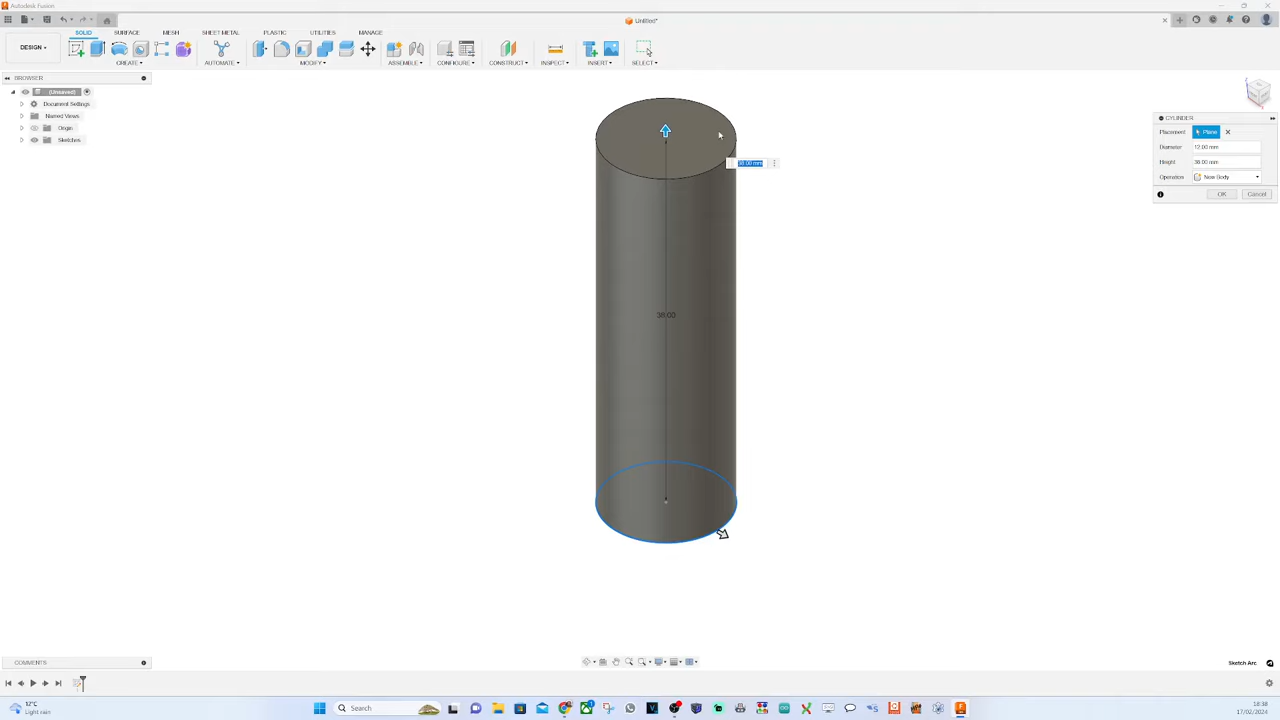 Autodesk Fusion
Untitled*
DESIGN
SOLID SURFACE MESH SHEET METAL PLASTIC UTILITIES MANAGE
CREATE AUTOMATE MODIFY ASSEMBLE CONFIGURE CONSTRUCT INSPECT INSERT SELECT
BROWSER
(Unsaved)
Document Settings
Named Views
Origin
Sketches
CYLINDER
Placement Plane
Diameter 12.00 mm
Height 38.00 mm
Operation New Body
OK Cancel
38.00 mm
38.00
COMMENTS
Sketch Arc
12°C
Light rain
Search
18:38
17/02/2024